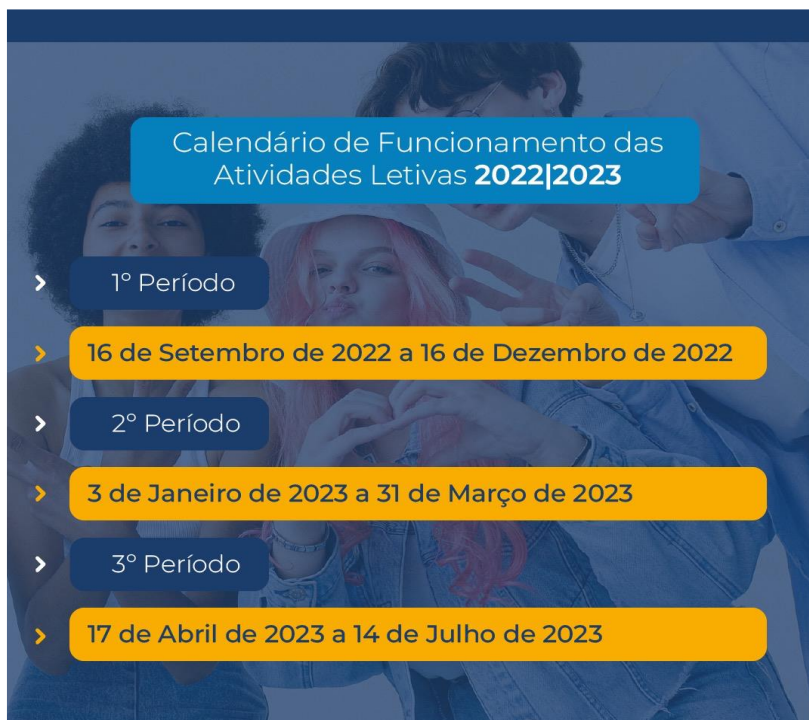 Calendário de Funcionamento das
Atividades Letivas 2022|2023
1º Período
16 de Setembro de 2022 a 16 de Dezembro de 2022
2º Período
3 de Janeiro de 2023 a 31 de Março de 2023
3º Período
17 de Abril de 2023 a 14 de Julho de 2023